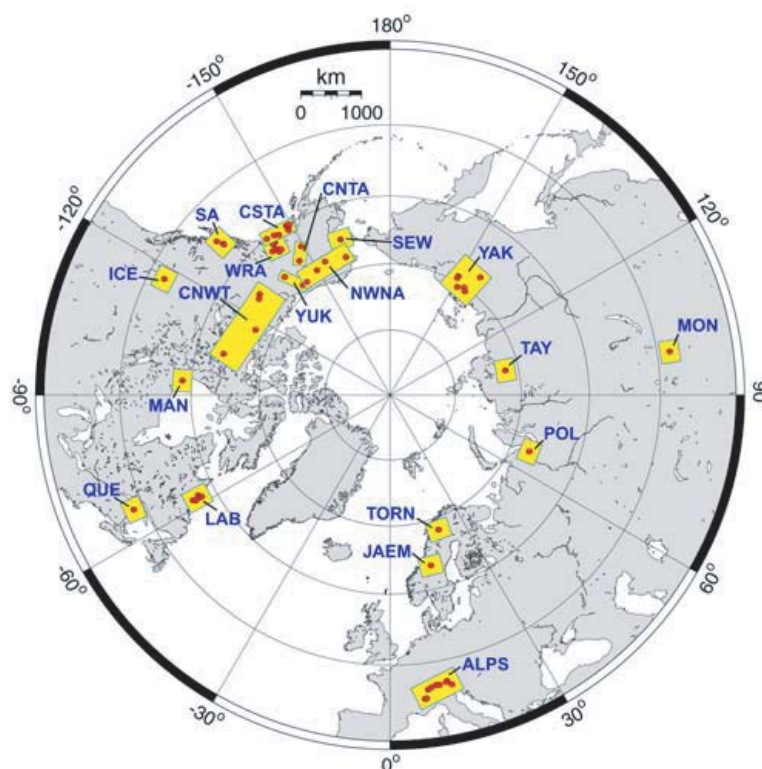 180°
-150°
150°
km
0 1000
CNTA
CSTA
SA
SEW
-120°
120°
YAK
WRA
ICE
NWNA
CNWT
YUK
MON
TAY
-90°
90°
MAN
POL
QUE
LAB
TORN
JAEM
-60°
60°
ALPS
-30°
30°
0°